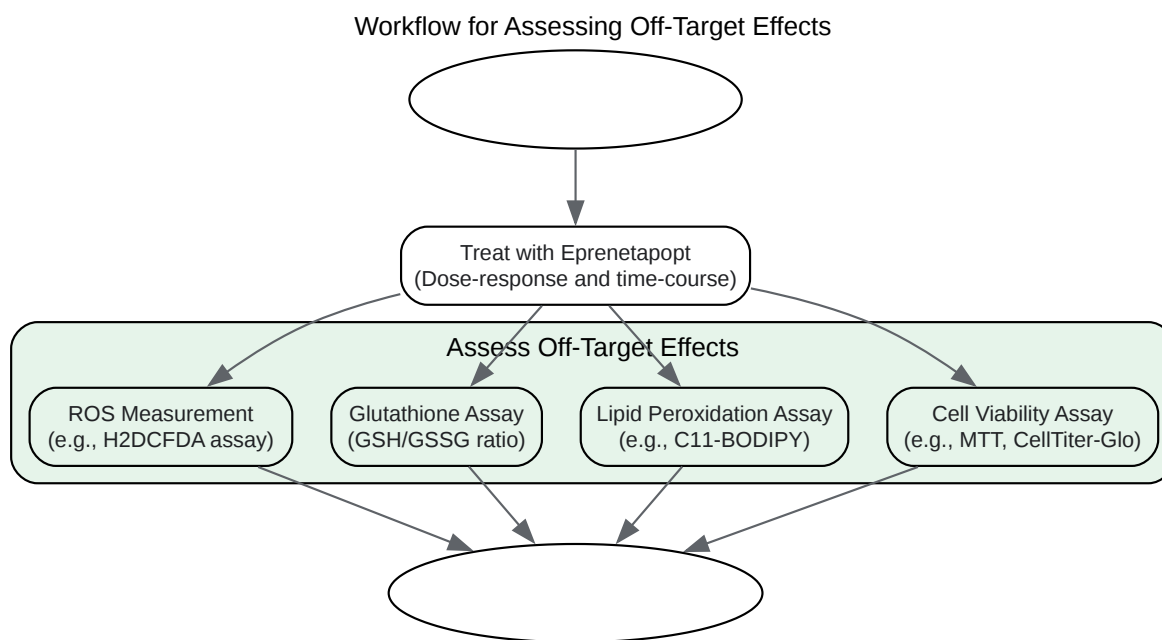 Workflow for Assessing Off-Target Effects
Treat with Eprenetapopt
(Dose-response and time-course)
Assess Off-Target Effects
ROS Measurement
(e.g., H2DCFDA assay)
Glutathione Assay
(GSH/GSSG ratio)
Lipid Peroxidation Assay
(e.g., C11-BODIPY)
Cell Viability Assay
(e.g., MTT, CellTiter-Glo)